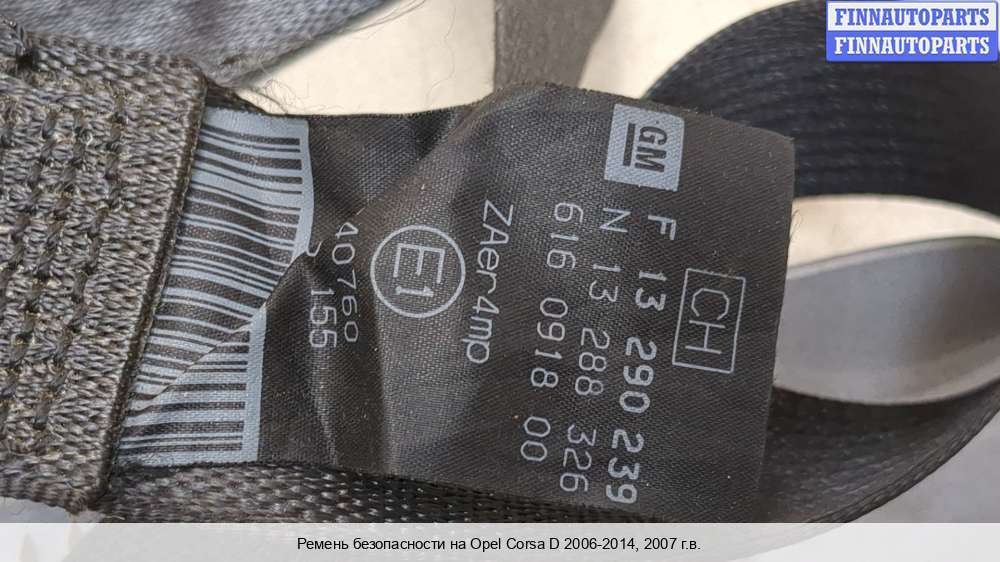 FINNAUTOPARTS
FINNAUTOPARTS
GM
CH
F 13 290 239
N 13 288 326
616 0918 00
ZAer4mp
E1
40760
155
Ремень безопасности на Opel Corsa D 2006-2014, 2007 г.в.